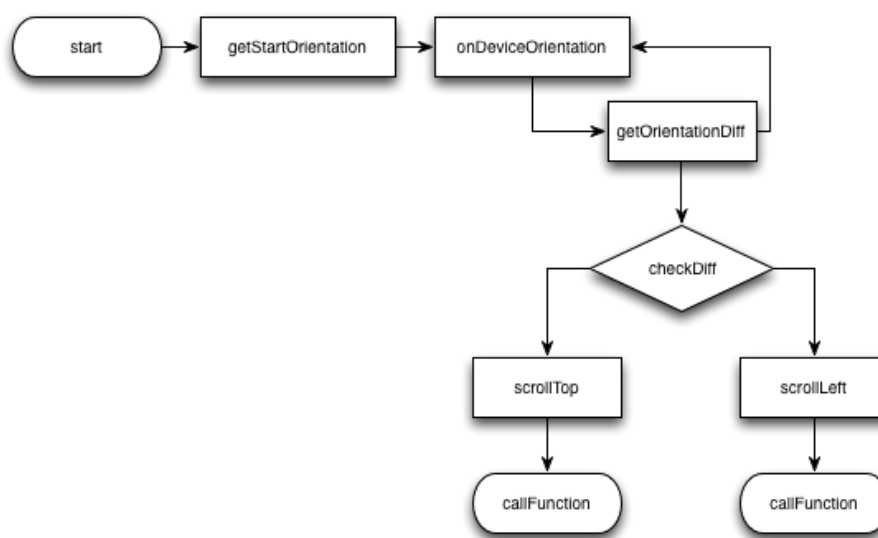 start
getStartOrientation
onDeviceOrientation
getOrientationDiff
checkDiff
scrollTop
scrollLeft
callFunction
callFunction